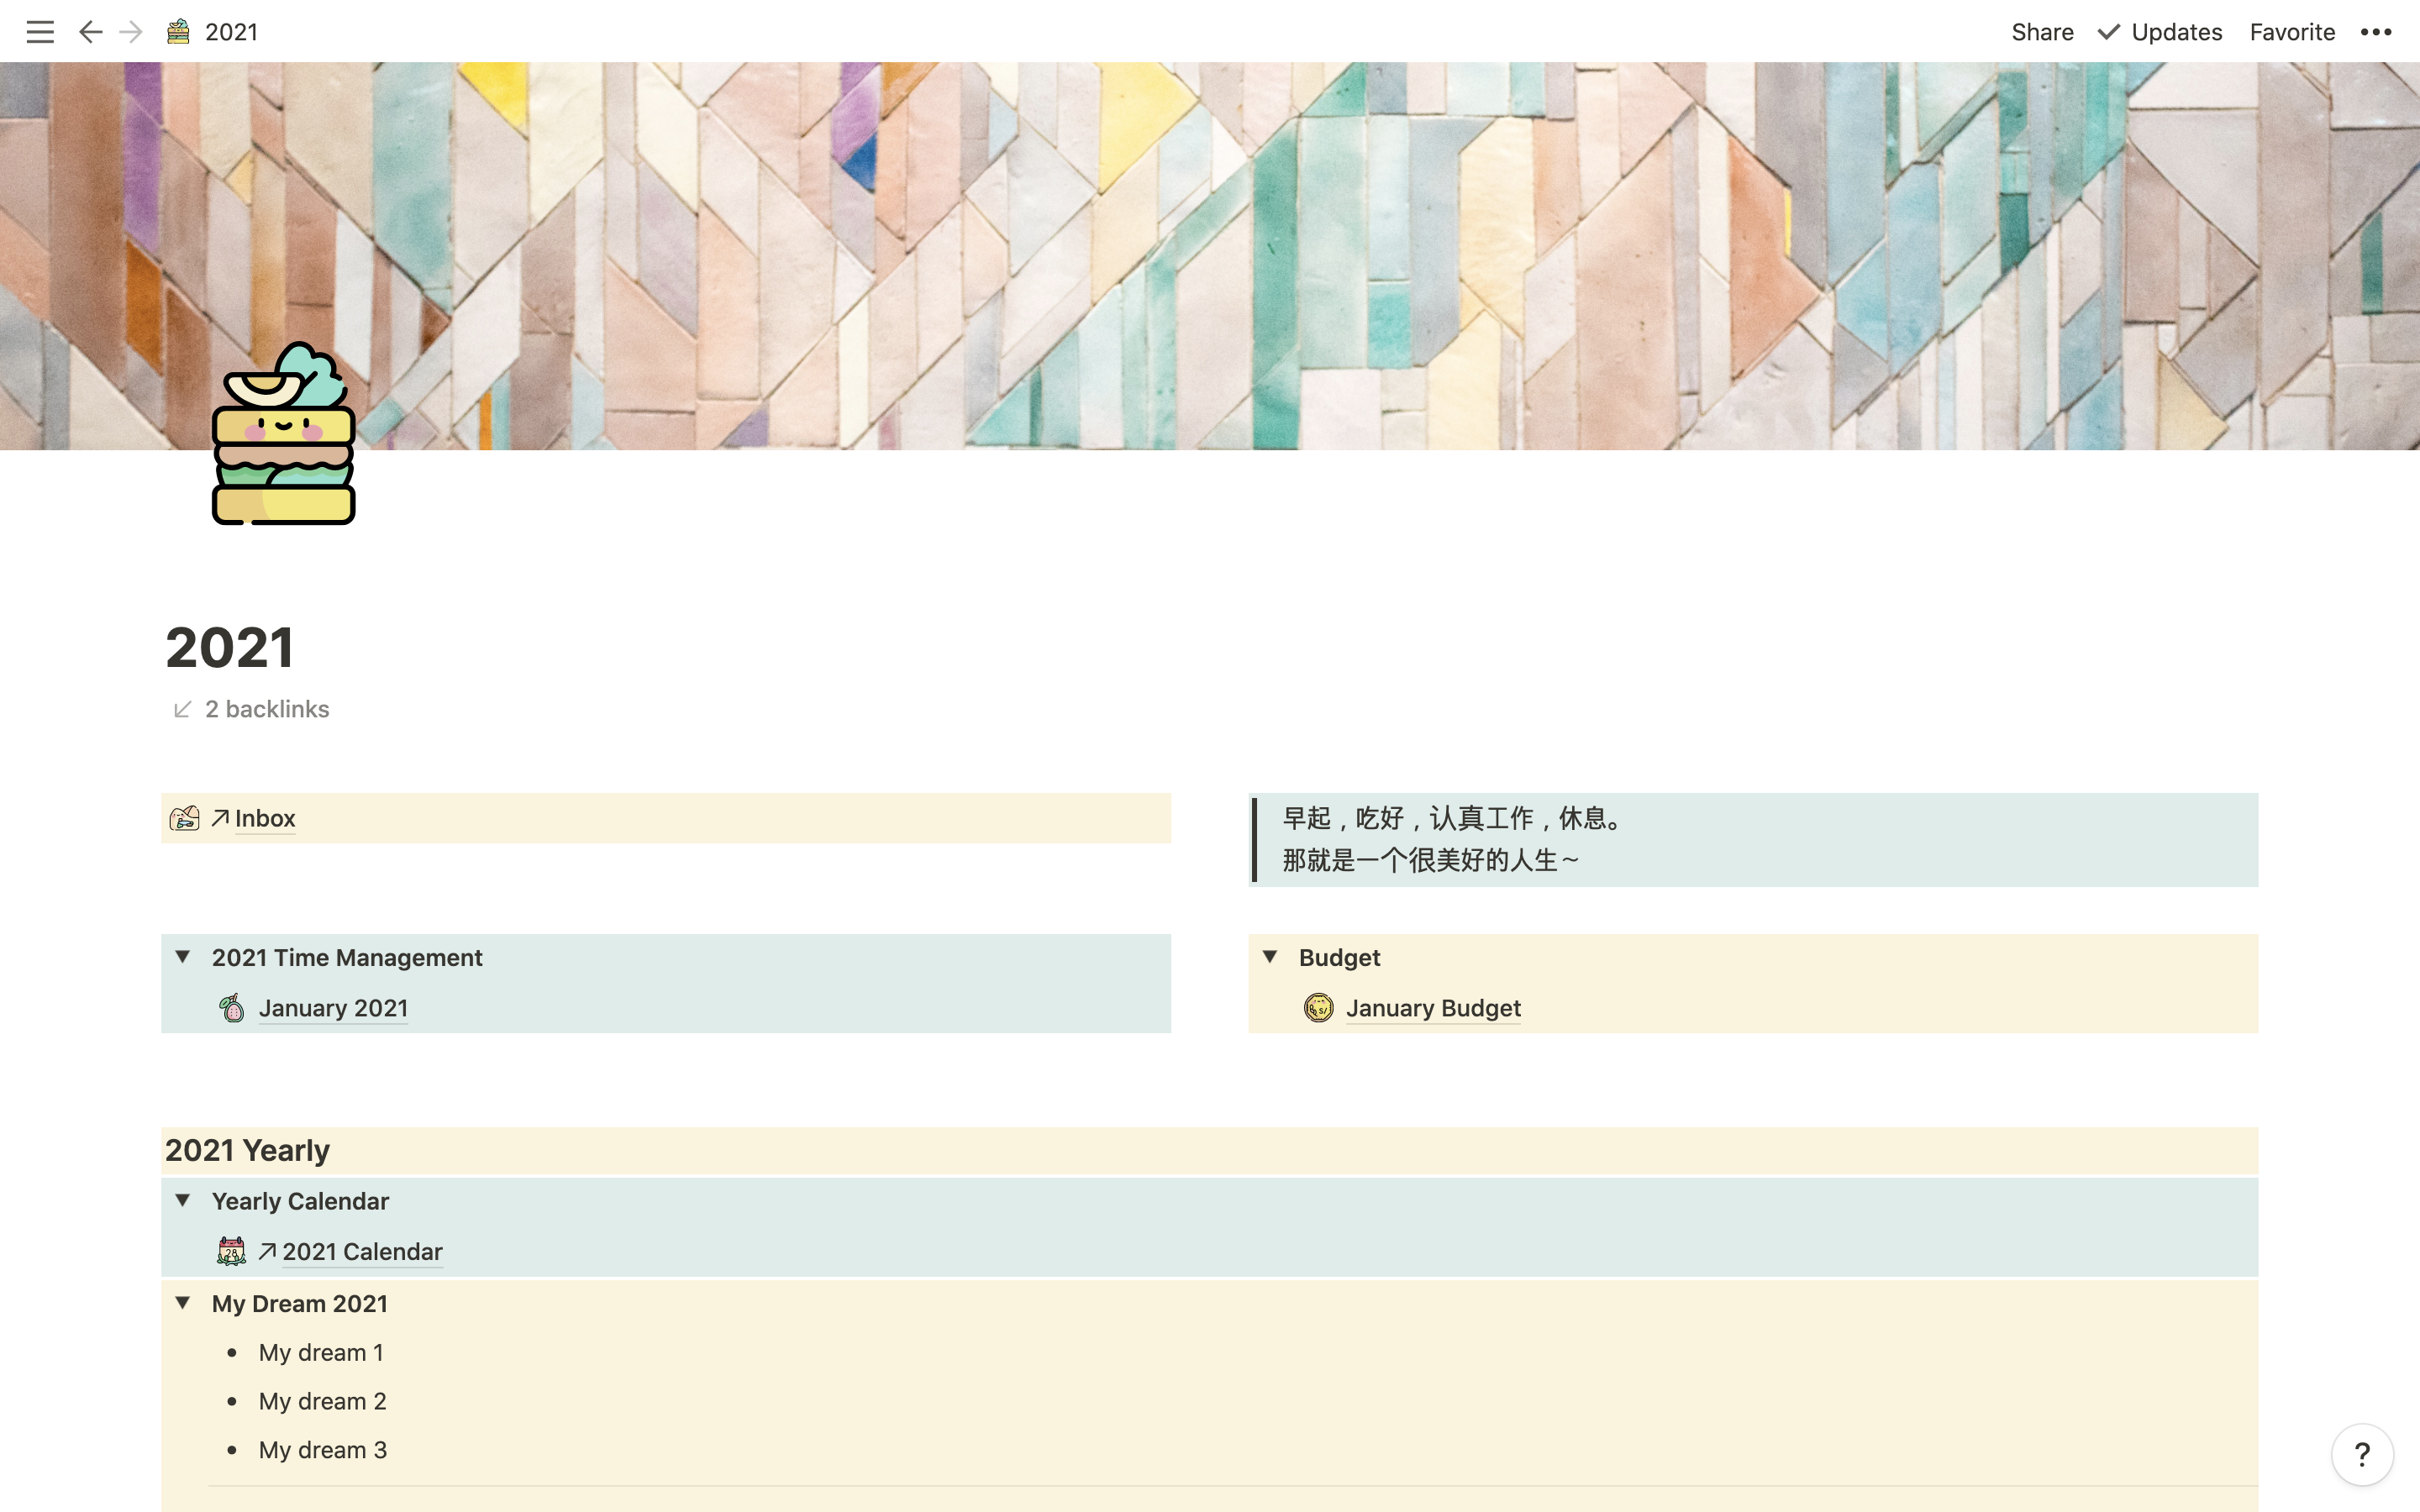 2021
Share
Updates
Favorite
2021
2 backlinks
Inbox
早起，吃好，认真工作，休息。
那就是一个很美好的人生～
2021 Time Management
January 2021
Budget
January Budget
2021 Yearly
Yearly Calendar
2021 Calendar
My Dream 2021
My dream 1
My dream 2
My dream 3
?